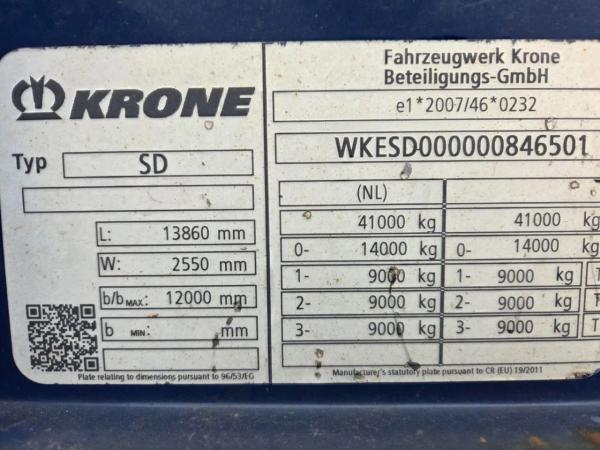 KRONE
Typ SD
L: 13860 mm
W: 2550 mm
b/b MAX: 12000 mm
b MIN: mm
Plate relating to dimensions pursuant to 96/53/EG
Fahrzeugwerk Krone
Beteiligungs-GmbH
e1*2007/46*0232
WKESD000000846501
(NL)
41000 kg 41000 kg
0- 14000 kg 0- 14000 kg
1- 9000 kg 1- 9000 kg T
2- 9000 kg 2- 9000 kg
3- 9000 kg 3- 9000 kg T
Manufacturer's statutory plate pursuant to CR (EU) 19/2011